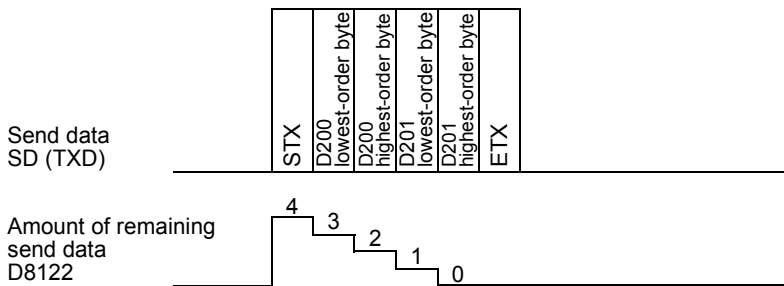 Send data
SD (TXD)
STX
D200
lowest-order byte
D200
highest-order byte
D201
lowest-order byte
D201
highest-order byte
ETX
Amount of remaining
send data
D8122
4
3
2
1
0